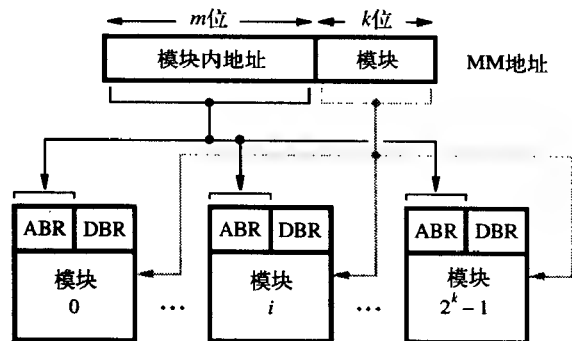 m位 k位
模块内地址 模块 MM地址
ABR DBR ABR DBR ABR DBR
模块 模块 模块
0 … i … 2^k – 1